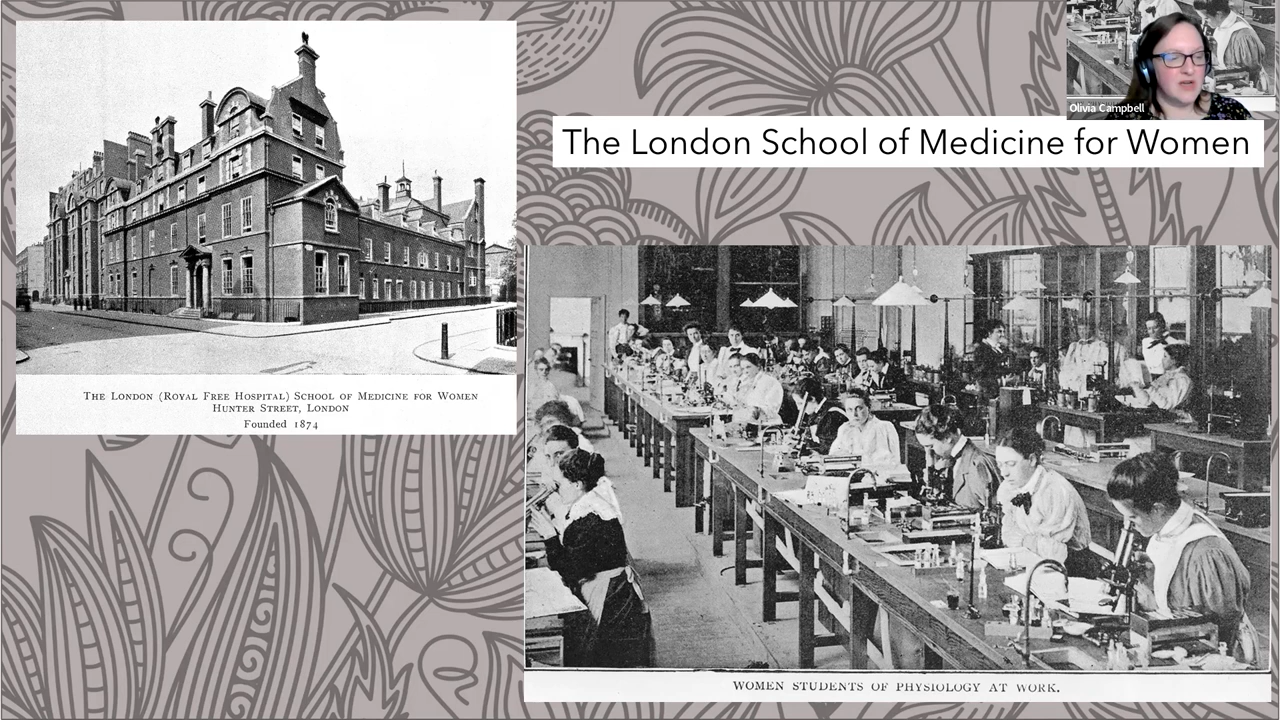 Olivia Campbell
The London School of Medicine for Women
The London (Royal Free Hospital) School of Medicine for Women
Hunter Street, London
Founded 1874
WOMEN STUDENTS OF PHYSIOLOGY AT WORK.